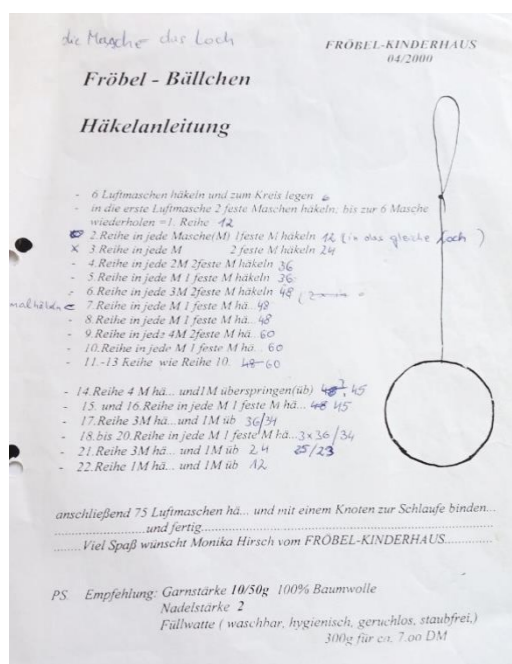 die Masche das Loch
FRÖBEL-KINDERHAUS
04/2000
Fröbel - Bällchen
Häkelanleitung
- 6 Luftmaschen häkeln und zum Kreis legen 6
- in die erste Luftmasche 2 feste Maschen häkeln; bis zur 6 Masche
wiederholen =1. Reihe 12
2.Reihe in jede Masche(M) 1feste M häkeln 12 (in das gleiche Loch )
x 3.Reihe in jede M 2 feste M häkeln 24
- 4.Reihe in jede 2M 2feste M häkeln 36
- 5.Reihe in jede M 1 feste M häkeln 36
- 6.Reihe in jede 3M 2feste M häkeln 48
7.Reihe in jede M 1 feste M hä... 48
- 8.Reihe in jede M 1 feste M hä... 48
- 9.Reihe in jede 4M 2feste M hä.. 60
- 10.Reihe in jede M 1 feste M hä... 60
- 11.-13 Reihe wie Reihe 10. 48-60
- 14.Reihe 4 M hä... und1M überspringen(üb) 48? 45
- 15. und 16.Reihe in jede M 1 feste M hä... 48 45
- 17.Reihe 3M hä...und 1M üb 36/34
- 18.bis 20.Reihe in jede M 1 feste M hä...3x36/34
- 21.Reihe 3M hä... und 1M üb 24 25/23
- 22.Reihe 1M hä... und 1M üb 12
anschließend 75 Luftmaschen hä... und mit einem Knoten zur Schlaufe binden...
........................und fertig........................
........Viel Spaß wünscht Monika Hirsch vom FRÖBEL-KINDERHAUS............
PS. Empfehlung: Garnstärke 10/50g 100% Baumwolle
Nadelstärke 2
Füllwatte ( waschbar, hygienisch, geruchlos, staubfrei,)
300g für ca. 7.oo DM